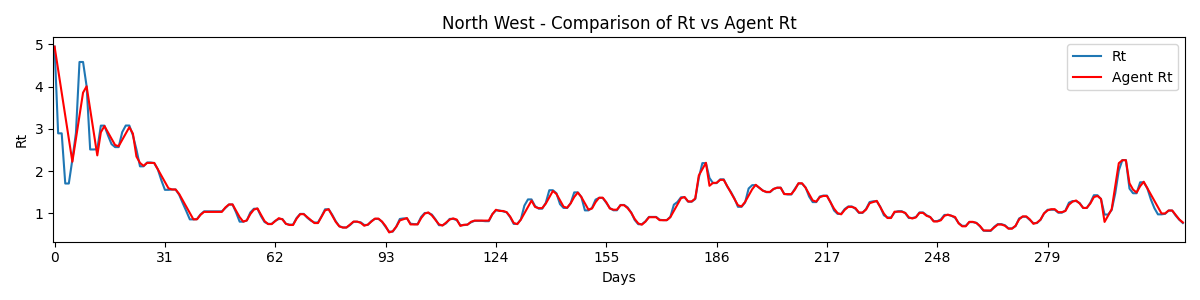 North West - Comparison of Rt vs Agent Rt
Rt
Agent Rt
5
4
3
2
1
Rt
0 31 62 93 124 155 186 217 248 279
Days